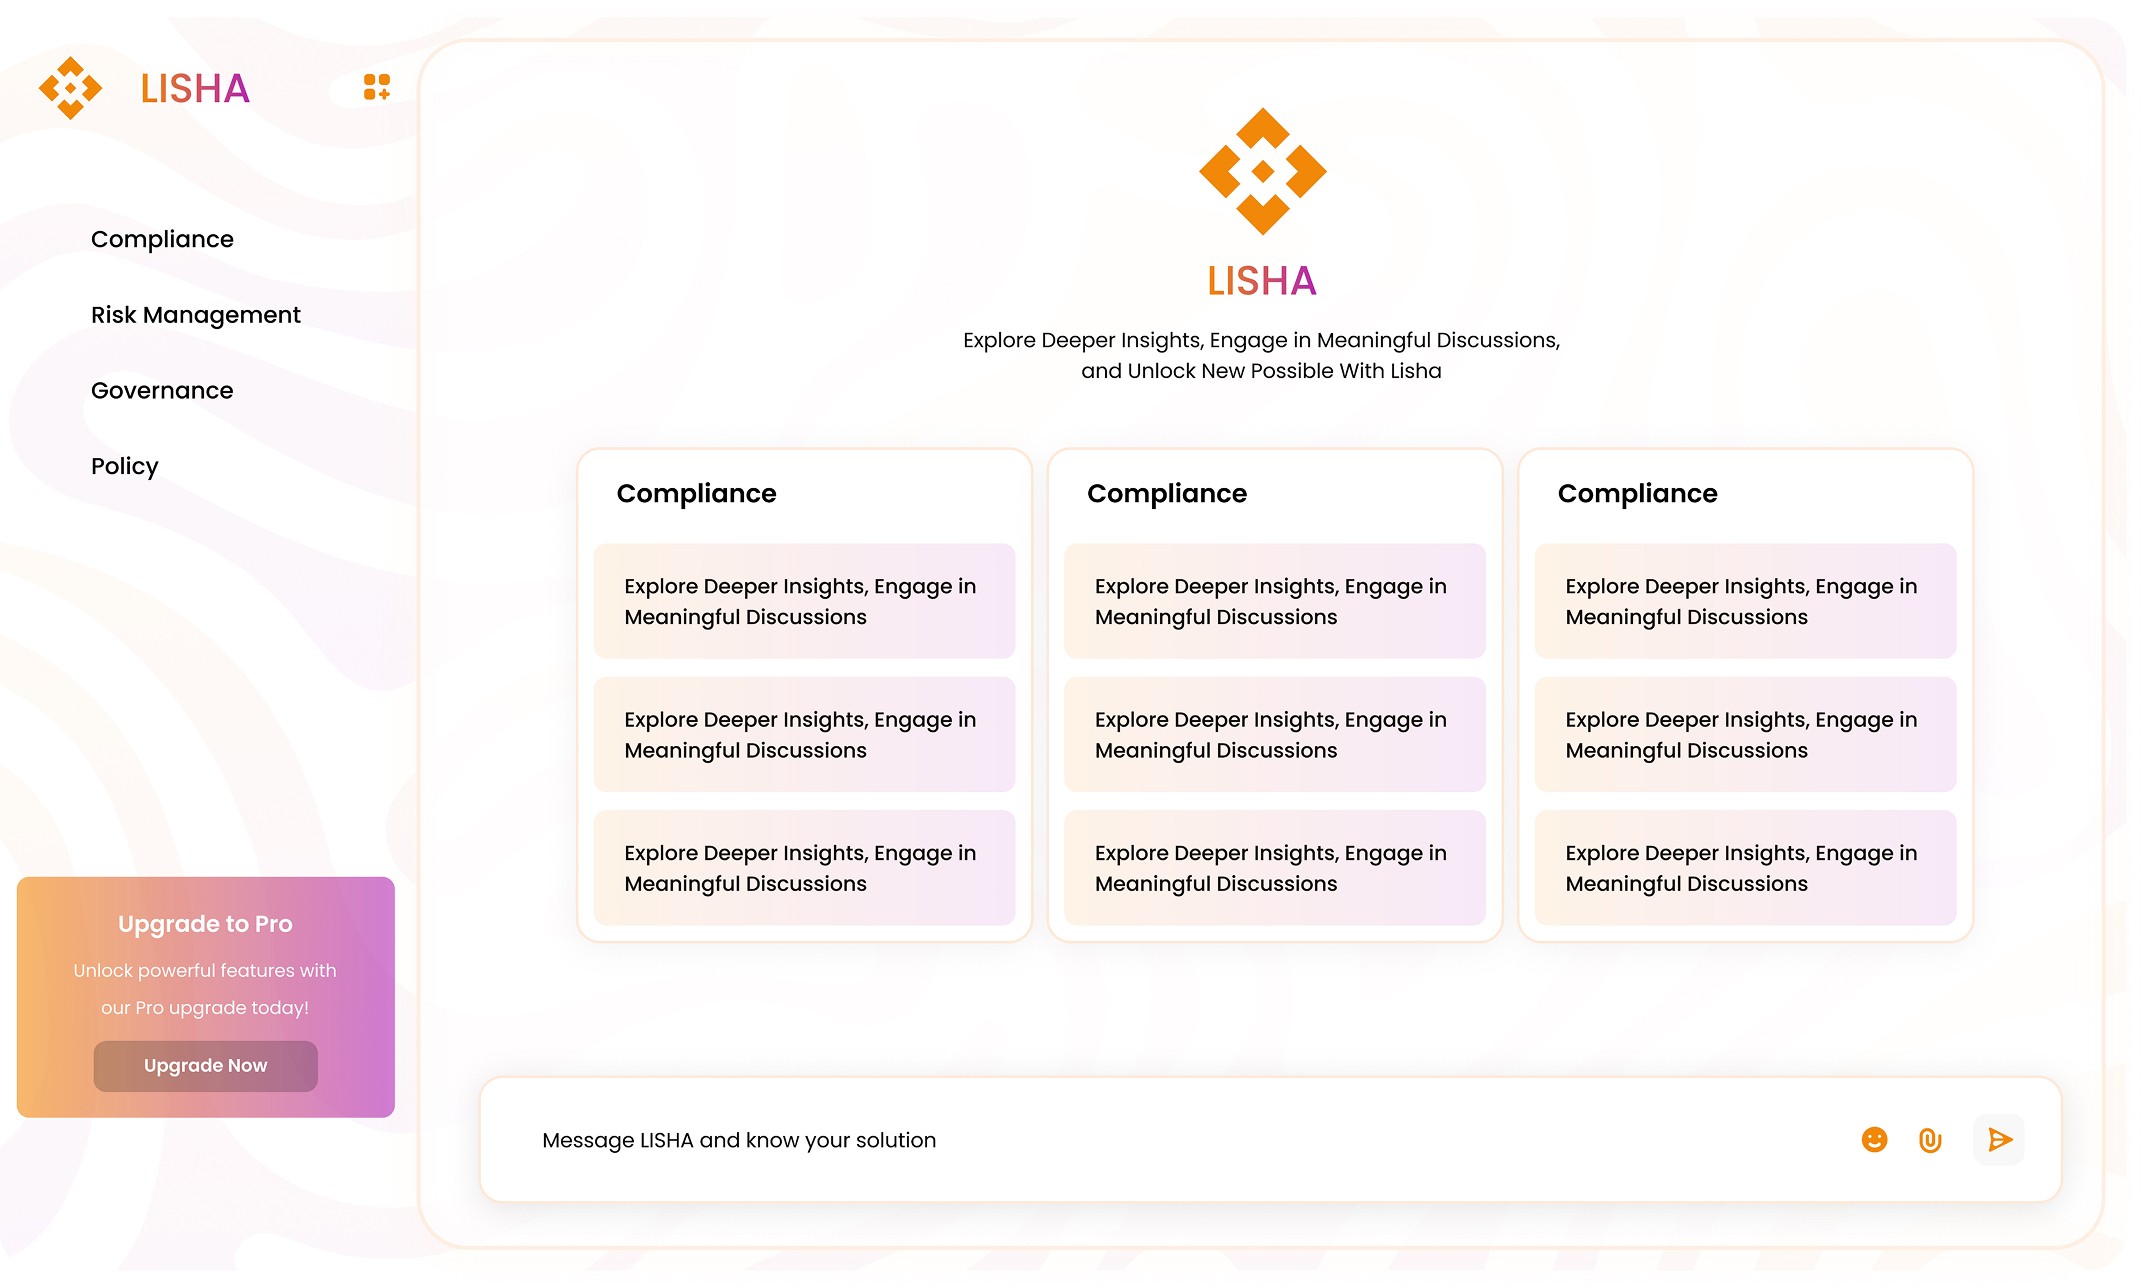 LISHA
Compliance
Risk Management
Governance
Policy
Upgrade to Pro
Unlock powerful features with
our Pro upgrade today!
Upgrade Now
LISHA
Explore Deeper Insights, Engage in Meaningful Discussions,
and Unlock New Possible With Lisha
Compliance
Explore Deeper Insights, Engage in
Meaningful Discussions
Explore Deeper Insights, Engage in
Meaningful Discussions
Explore Deeper Insights, Engage in
Meaningful Discussions
Compliance
Explore Deeper Insights, Engage in
Meaningful Discussions
Explore Deeper Insights, Engage in
Meaningful Discussions
Explore Deeper Insights, Engage in
Meaningful Discussions
Compliance
Explore Deeper Insights, Engage in
Meaningful Discussions
Explore Deeper Insights, Engage in
Meaningful Discussions
Explore Deeper Insights, Engage in
Meaningful Discussions
Message LISHA and know your solution